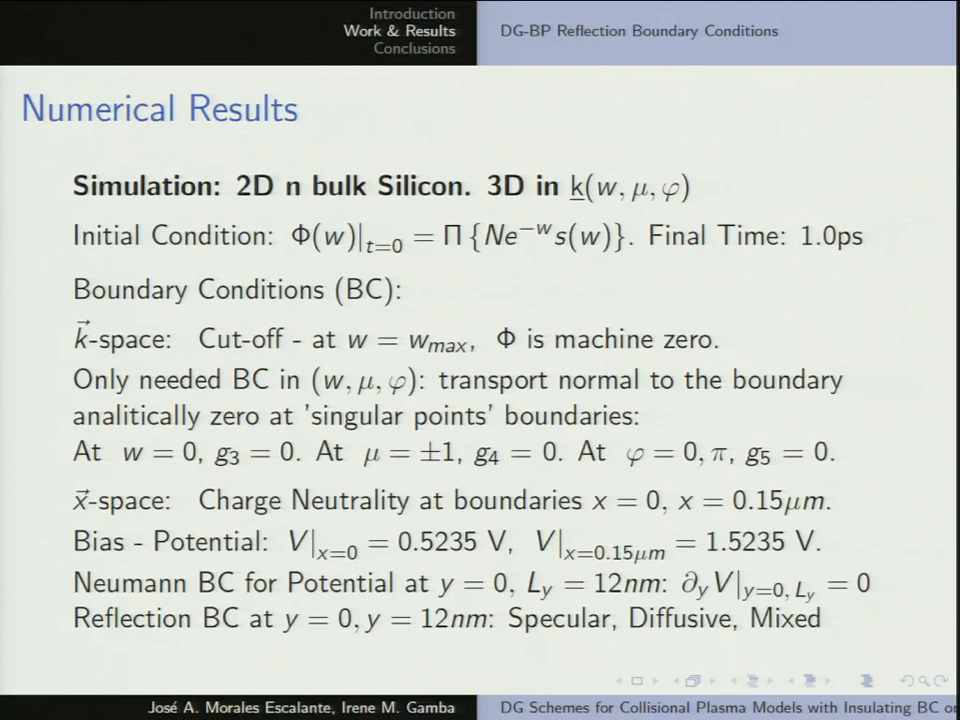 Introduction
Work & Results
Conclusions
DG-BP Reflection Boundary Conditions
Numerical Results
Simulation: 2D n bulk Silicon. 3D in k(w, μ, φ)
Initial Condition: Φ(w)|t=0 = Π {Ne^−w s(w)}. Final Time: 1.0ps
Boundary Conditions (BC):
k⃗-space: Cut-off - at w = wmax, Φ is machine zero.
Only needed BC in (w, μ, φ): transport normal to the boundary
analitically zero at 'singular points' boundaries:
At w = 0, g3 = 0. At μ = ±1, g4 = 0. At φ = 0, π, g5 = 0.
x⃗-space: Charge Neutrality at boundaries x = 0, x = 0.15μm.
Bias - Potential: V|x=0 = 0.5235 V, V|x=0.15μm = 1.5235 V.
Neumann BC for Potential at y = 0, Ly = 12nm: ∂yV|y=0, Ly = 0
Reflection BC at y = 0, y = 12nm: Specular, Diffusive, Mixed
José A. Morales Escalante, Irene M. Gamba
DG Schemes for Collisional Plasma Models with Insulating BC